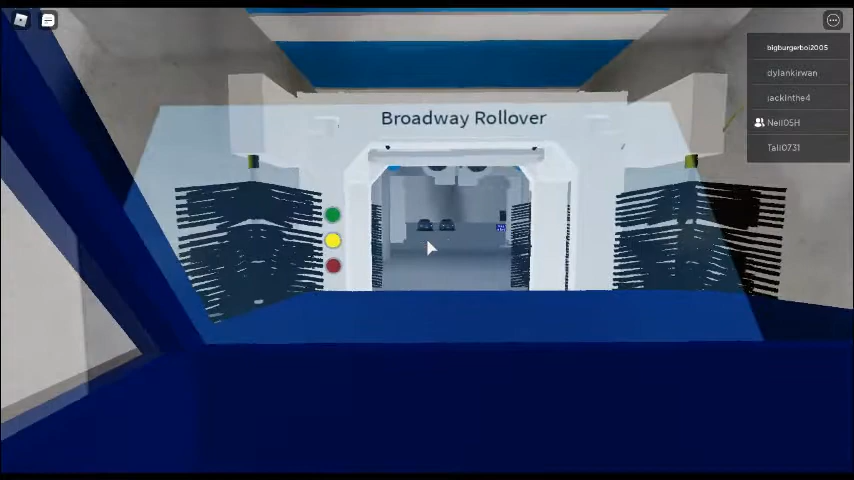 Broadway Rollover
bigburgerboi2005
dylankirwan
jackinthe4
Neil05H
Tall0731